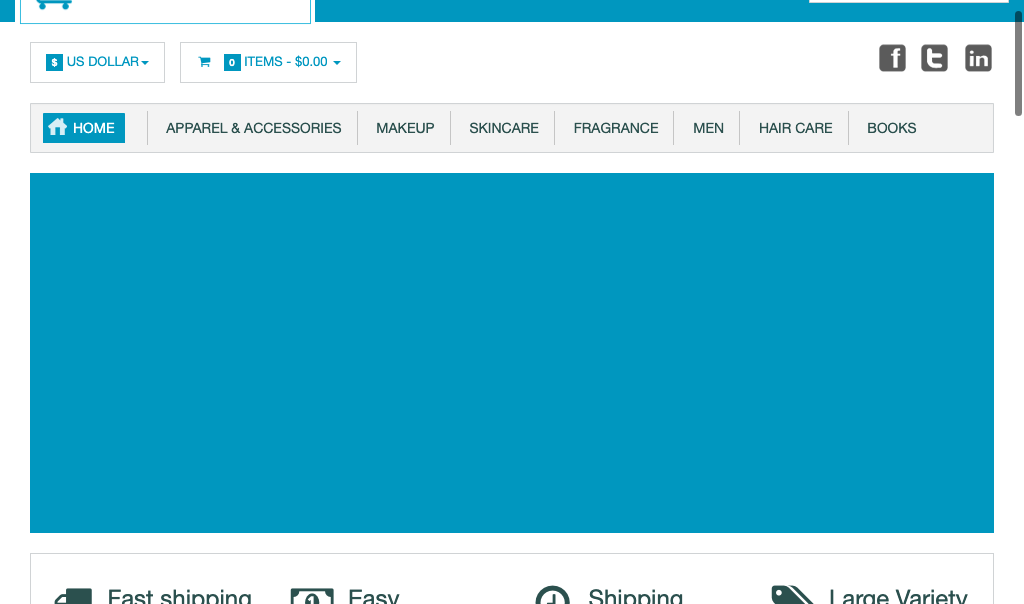 $ US DOLLAR
0 ITEMS - $0.00
HOME
APPAREL & ACCESSORIES
MAKEUP
SKINCARE
FRAGRANCE
MEN
HAIR CARE
BOOKS
Fast shipping
Easy
Shipping
Large Variety